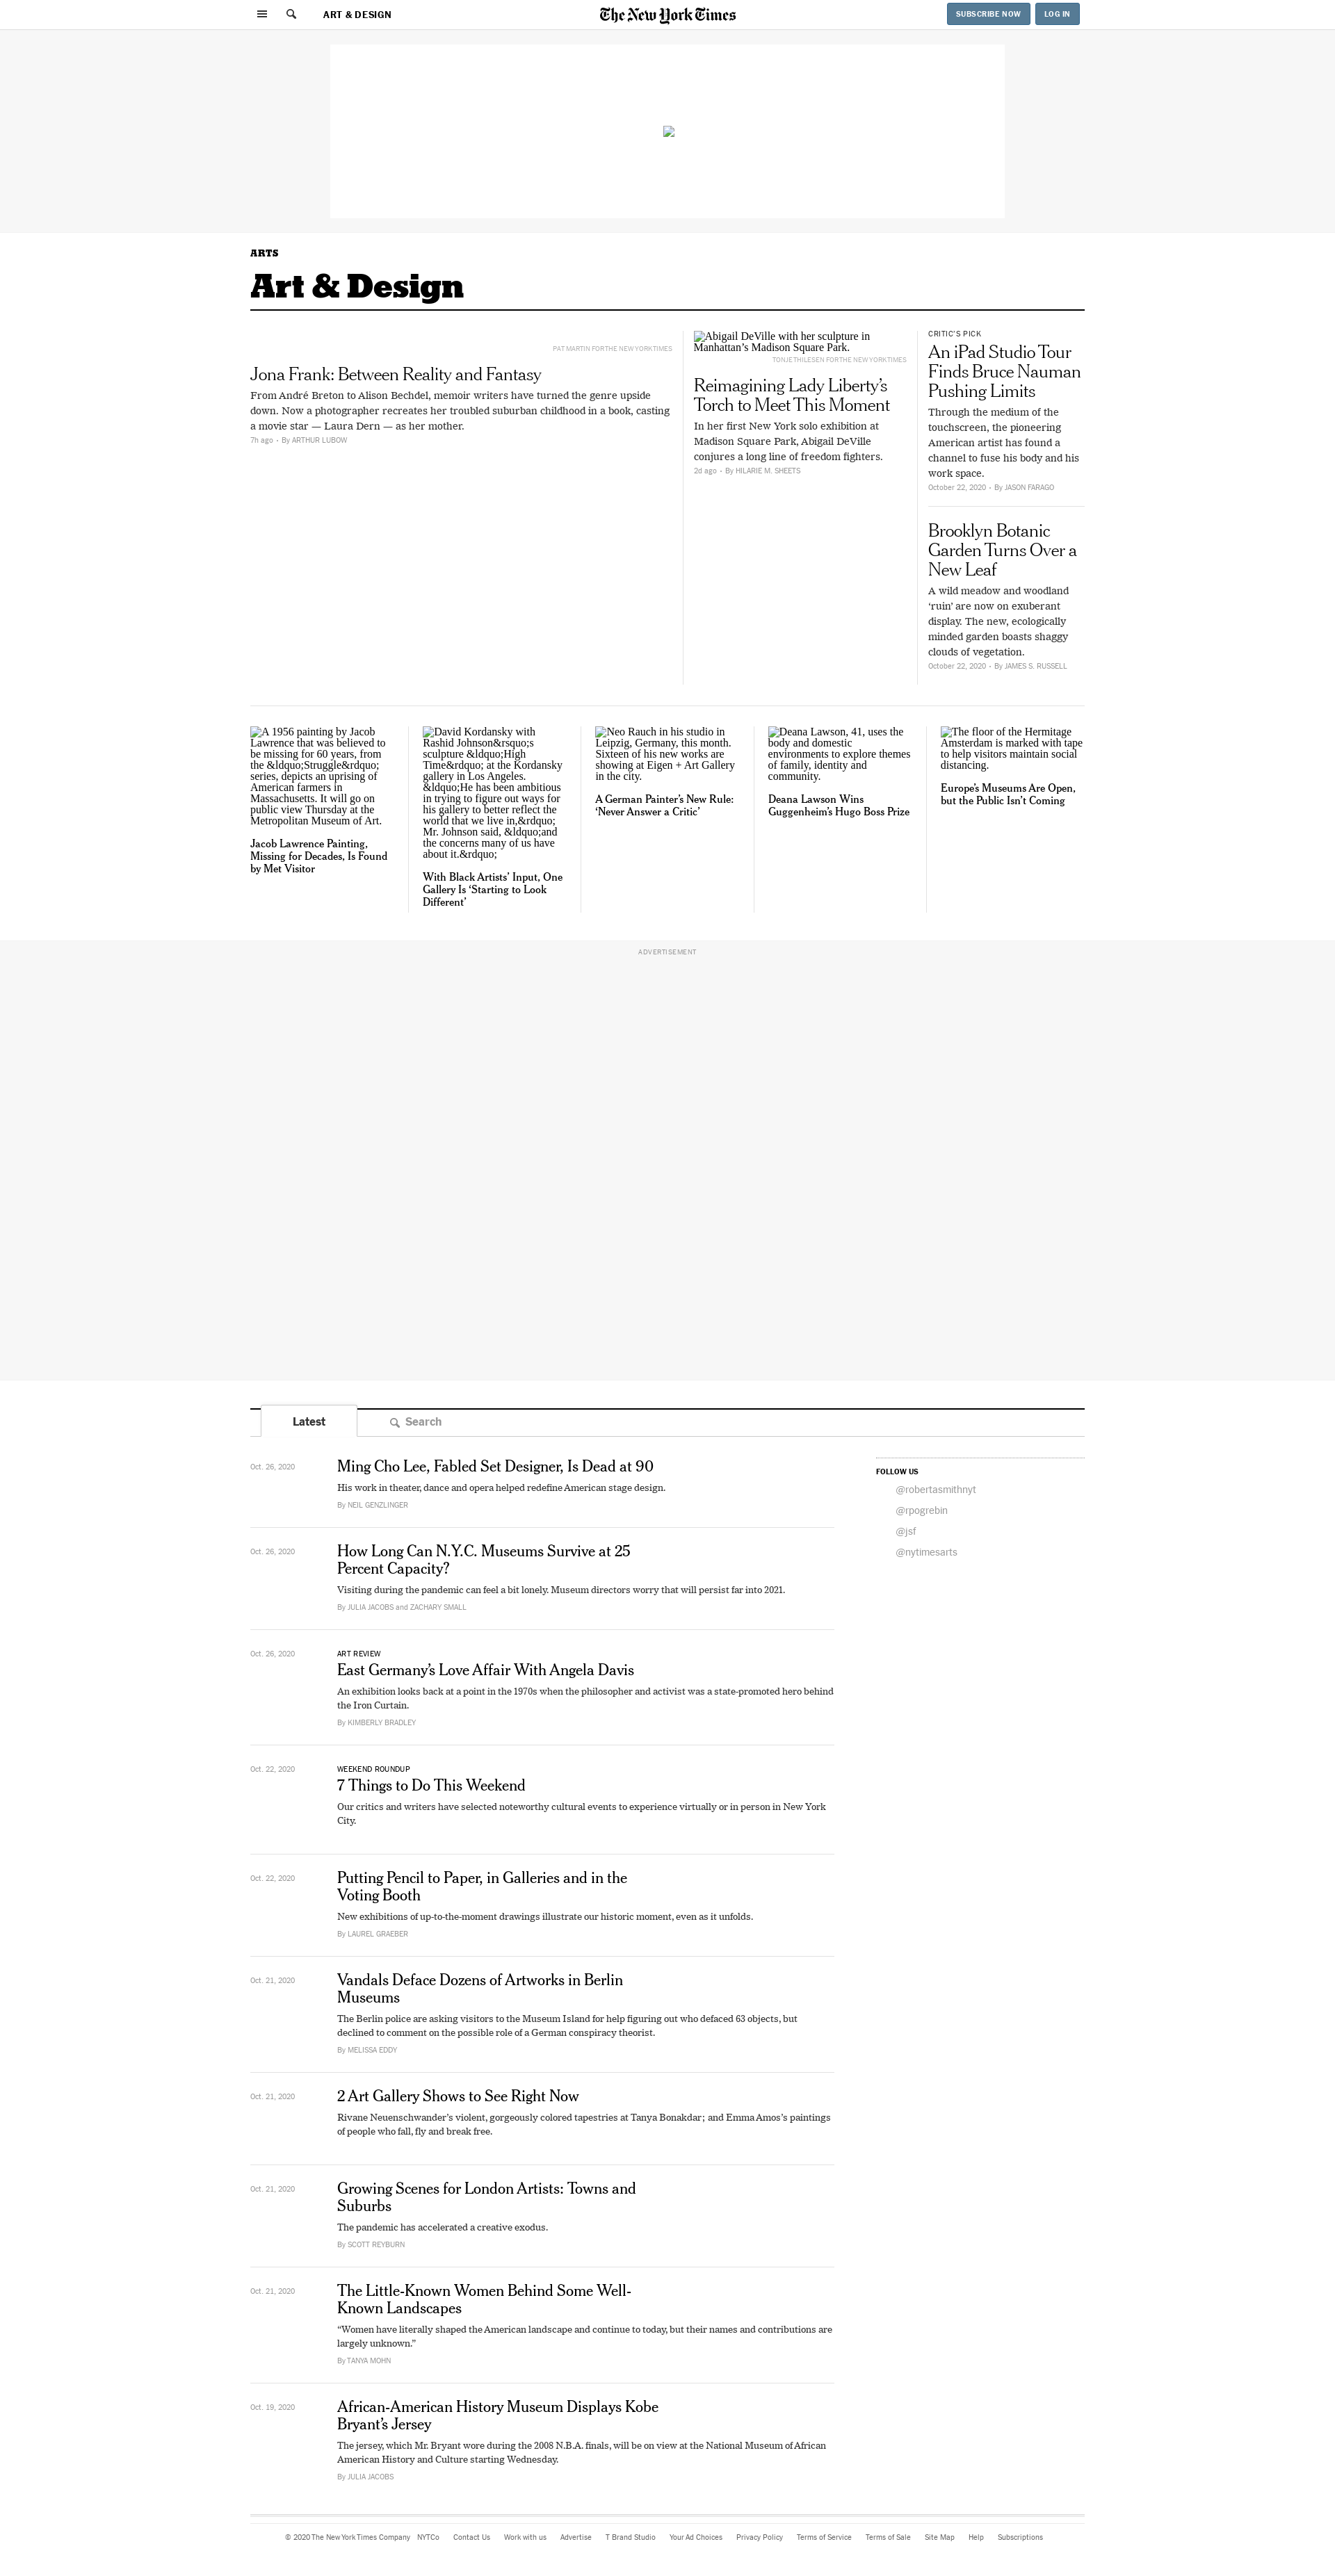 ART & DESIGN
The New York Times
SUBSCRIBE NOW
LOG IN
ARTS
Art & Design
PAT MARTIN FOR THE NEW YORK TIMES
Jona Frank: Between Reality and Fantasy
From André Breton to Alison Bechdel, memoir writers have turned the genre upside
down. Now a photographer recreates her troubled suburban childhood in a book, casting
a movie star — Laura Dern — as her mother.
7h ago • By ARTHUR LUBOW
Abigail DeVille with her sculpture in
Manhattan’s Madison Square Park.
TONJE THILESEN FOR THE NEW YORK TIMES
Reimagining Lady Liberty’s
Torch to Meet This Moment
In her first New York solo exhibition at
Madison Square Park, Abigail DeVille
conjures a long line of freedom fighters.
2d ago • By HILARIE M. SHEETS
CRITIC’S PICK
An iPad Studio Tour
Finds Bruce Nauman
Pushing Limits
Through the medium of the
touchscreen, the pioneering
American artist has found a
channel to fuse his body and his
work space.
October 22, 2020 • By JASON FARAGO
Brooklyn Botanic
Garden Turns Over a
New Leaf
A wild meadow and woodland
‘ruin’ are now on exuberant
display. The new, ecologically
minded garden boasts shaggy
clouds of vegetation.
October 22, 2020 • By JAMES S. RUSSELL
A 1956 painting by Jacob
Lawrence that was believed to
be missing for 60 years, from
the &ldquo;Struggle&rdquo;
series, depicts an uprising of
American farmers in
Massachusetts. It will go on
public view Thursday at the
Metropolitan Museum of Art.
Jacob Lawrence Painting,
Missing for Decades, Is Found
by Met Visitor
David Kordansky with
Rashid Johnson&rsquo;s
sculpture &ldquo;High
Time&rdquo; at the Kordansky
gallery in Los Angeles.
&ldquo;He has been ambitious
in trying to figure out ways for
his gallery to better reflect the
world that we live in,&rdquo;
Mr. Johnson said, &ldquo;and
the concerns many of us have
about it.&rdquo;
With Black Artists’ Input, One
Gallery Is ‘Starting to Look
Different’
Neo Rauch in his studio in
Leipzig, Germany, this month.
Sixteen of his new works are
showing at Eigen + Art Gallery
in the city.
A German Painter’s New Rule:
‘Never Answer a Critic’
Deana Lawson, 41, uses the
body and domestic
environments to explore themes
of family, identity and
community.
Deana Lawson Wins
Guggenheim’s Hugo Boss Prize
The floor of the Hermitage
Amsterdam is marked with tape
to help visitors maintain social
distancing.
Europe’s Museums Are Open,
but the Public Isn’t Coming
ADVERTISEMENT
Latest
Search
Oct. 26, 2020
Ming Cho Lee, Fabled Set Designer, Is Dead at 90
His work in theater, dance and opera helped redefine American stage design.
By NEIL GENZLINGER
Oct. 26, 2020
How Long Can N.Y.C. Museums Survive at 25
Percent Capacity?
Visiting during the pandemic can feel a bit lonely. Museum directors worry that will persist far into 2021.
By JULIA JACOBS and ZACHARY SMALL
Oct. 26, 2020
ART REVIEW
East Germany’s Love Affair With Angela Davis
An exhibition looks back at a point in the 1970s when the philosopher and activist was a state-promoted hero behind
the Iron Curtain.
By KIMBERLY BRADLEY
Oct. 22, 2020
WEEKEND ROUNDUP
7 Things to Do This Weekend
Our critics and writers have selected noteworthy cultural events to experience virtually or in person in New York
City.
Oct. 22, 2020
Putting Pencil to Paper, in Galleries and in the
Voting Booth
New exhibitions of up-to-the-moment drawings illustrate our historic moment, even as it unfolds.
By LAUREL GRAEBER
Oct. 21, 2020
Vandals Deface Dozens of Artworks in Berlin
Museums
The Berlin police are asking visitors to the Museum Island for help figuring out who defaced 63 objects, but
declined to comment on the possible role of a German conspiracy theorist.
By MELISSA EDDY
Oct. 21, 2020
2 Art Gallery Shows to See Right Now
Rivane Neuenschwander’s violent, gorgeously colored tapestries at Tanya Bonakdar; and Emma Amos’s paintings
of people who fall, fly and break free.
Oct. 21, 2020
Growing Scenes for London Artists: Towns and
Suburbs
The pandemic has accelerated a creative exodus.
By SCOTT REYBURN
Oct. 21, 2020
The Little-Known Women Behind Some Well-
Known Landscapes
“Women have literally shaped the American landscape and continue to today, but their names and contributions are
largely unknown.”
By TANYA MOHN
Oct. 19, 2020
African-American History Museum Displays Kobe
Bryant’s Jersey
The jersey, which Mr. Bryant wore during the 2008 N.B.A. finals, will be on view at the National Museum of African
American History and Culture starting Wednesday.
By JULIA JACOBS
FOLLOW US
@robertasmithnyt
@rpogrebin
@jsf
@nytimesarts
© 2020 The New York Times Company NYTCo Contact Us Work with us Advertise T Brand Studio Your Ad Choices Privacy Policy Terms of Service Terms of Sale Site Map Help Subscriptions